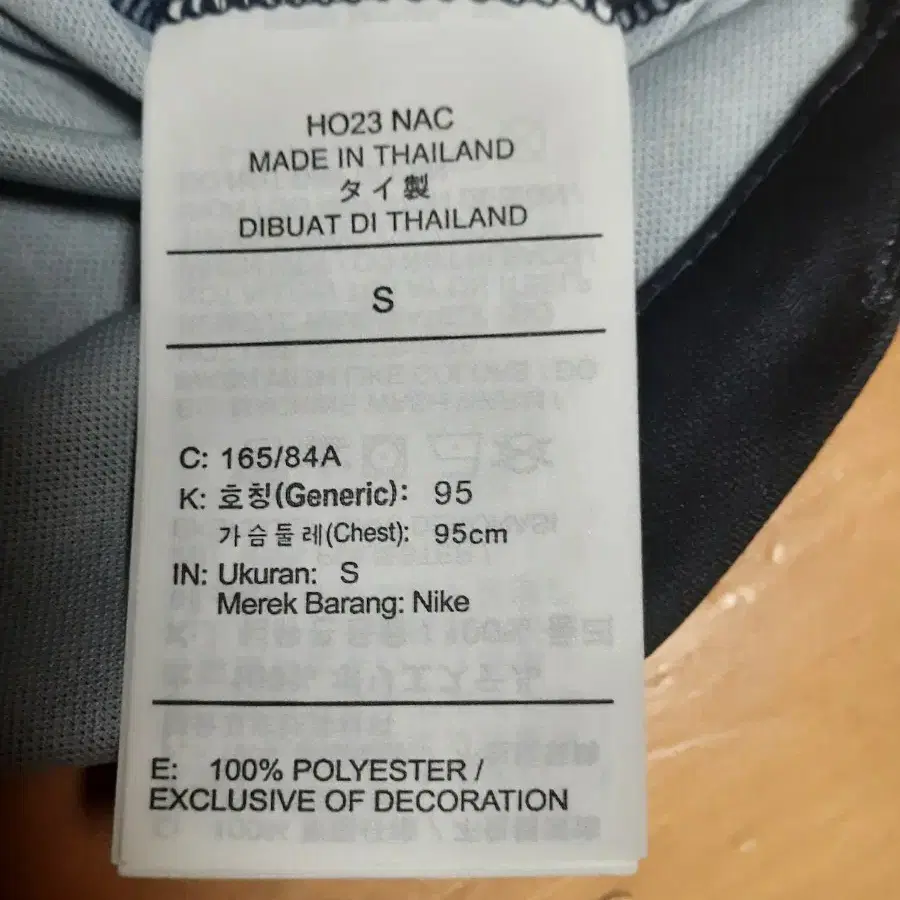 HO23 NAC
MADE IN THAILAND
タイ製
DIBUAT DI THAILAND
S
C: 165/84A
K: 호칭(Generic): 95
가슴둘레(Chest): 95cm
IN: Ukuran: S
Merek Barang: Nike
E: 100% POLYESTER /
EXCLUSIVE OF DECORATION